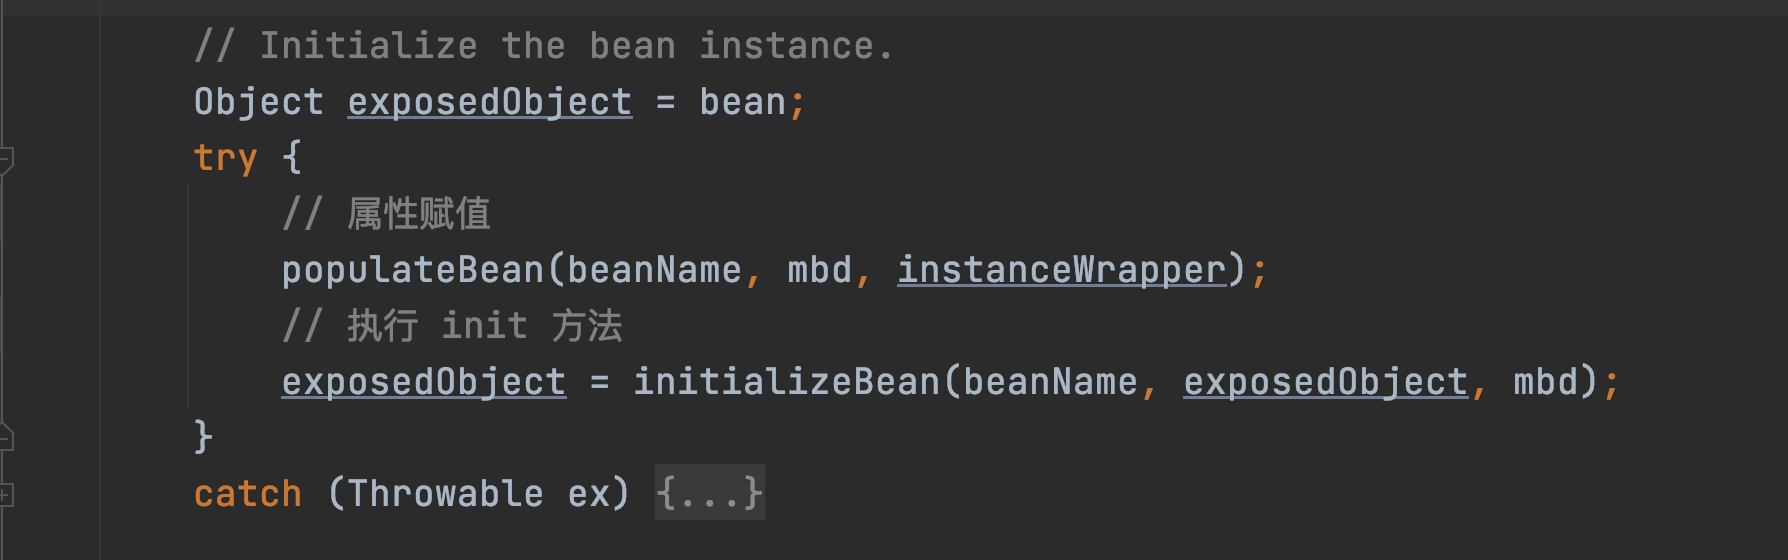 // Initialize the bean instance.
Object exposedObject = bean;
try {
// 属性赋值
populateBean(beanName, mbd, instanceWrapper);
// 执行 init 方法
exposedObject = initializeBean(beanName, exposedObject, mbd);
}
catch (Throwable ex) {...}